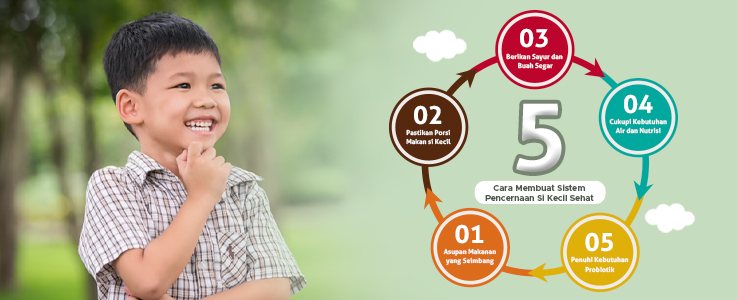 03
Berikan Sayur dan
Buah Segar
02
Pastikan Porsi
Makan si Kecil
04
Cukupi Kebutuhan
Air dan Nutrisi
5
Cara Membuat Sistem
Pencernaan Si Kecil Sehat
01
Asupan Makanan
yang Seimbang
05
Penuhi Kebutuhan
Probiotik